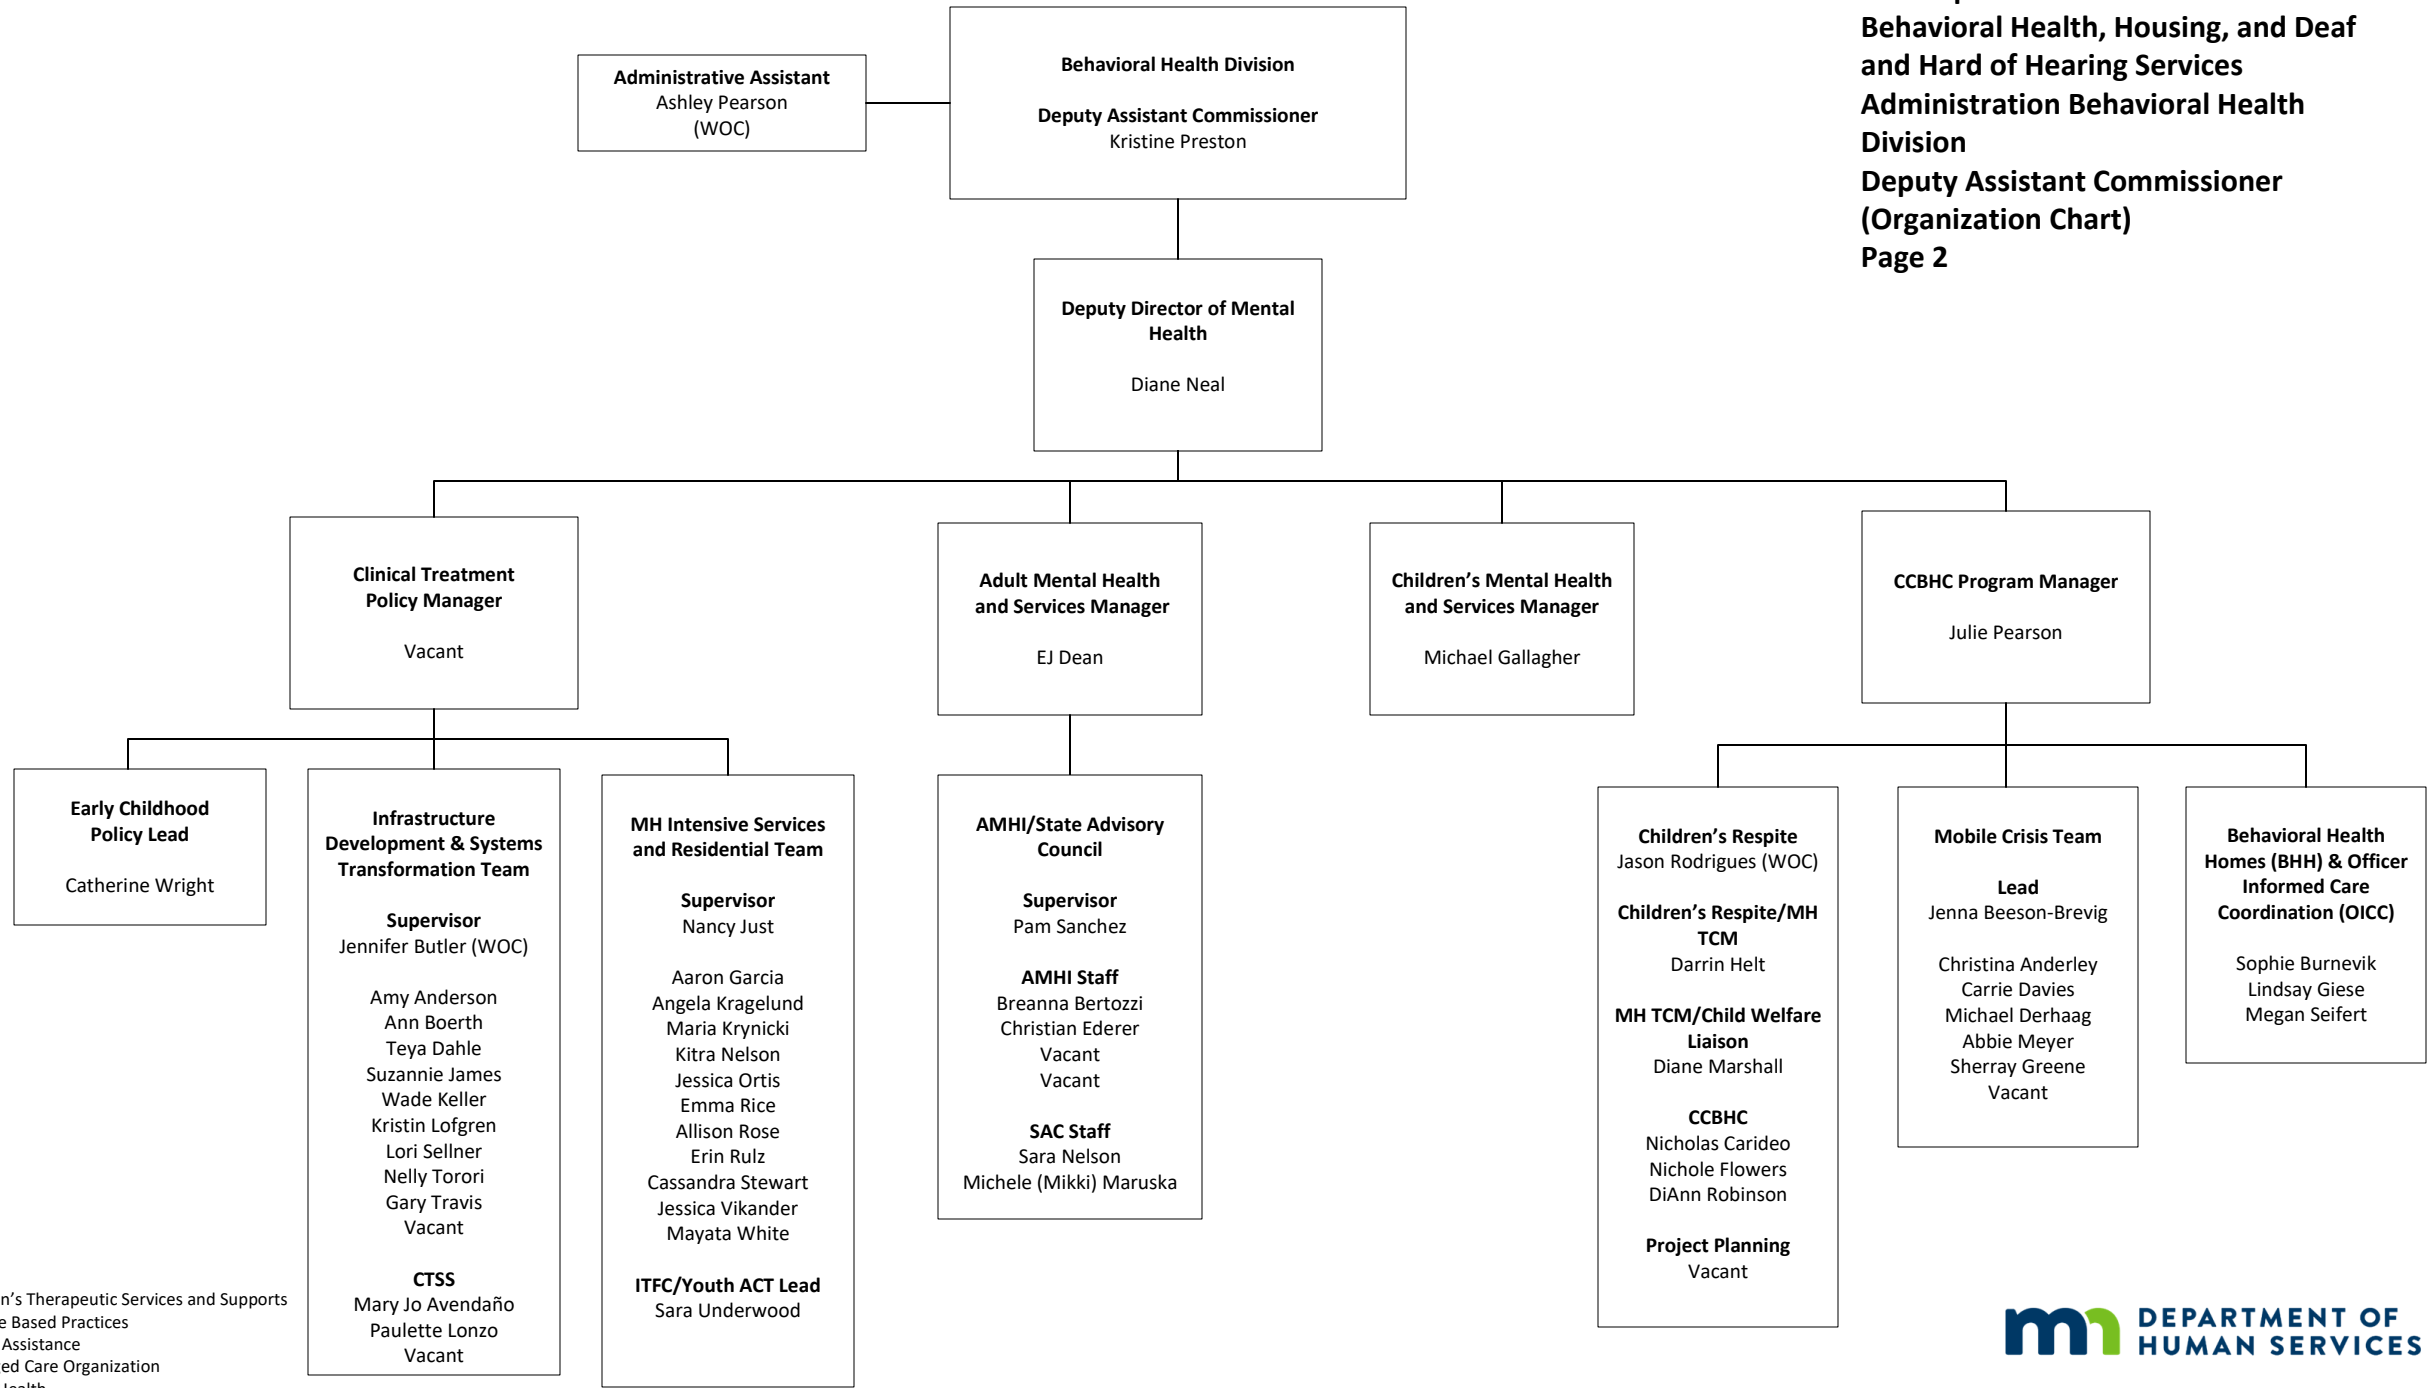 Behavioral Health, Housing, and Deaf
and Hard of Hearing Services
Administration Behavioral Health
Division
Deputy Assistant Commissioner
(Organization Chart)
Page 2
Administrative Assistant
Ashley Pearson
(WOC)
Behavioral Health Division
Deputy Assistant Commissioner
Kristine Preston
Deputy Director of Mental
Health
Diane Neal
Clinical Treatment
Policy Manager
Vacant
Adult Mental Health
and Services Manager
EJ Dean
Children’s Mental Health
and Services Manager
Michael Gallagher
CCBHC Program Manager
Julie Pearson
Early Childhood
Policy Lead
Catherine Wright
Infrastructure
Development & Systems
Transformation Team
Supervisor
Jennifer Butler (WOC)
Amy Anderson
Ann Boerth
Teya Dahle
Suzannie James
Wade Keller
Kristin Lofgren
Lori Sellner
Nelly Torori
Gary Travis
Vacant
CTSS
Mary Jo Avendaño
Paulette Lonzo
Vacant
MH Intensive Services
and Residential Team
Supervisor
Nancy Just
Aaron Garcia
Angela Kragelund
Maria Krynicki
Kitra Nelson
Jessica Ortis
Emma Rice
Allison Rose
Erin Rulz
Cassandra Stewart
Jessica Vikander
Mayata White
ITFC/Youth ACT Lead
Sara Underwood
AMHI/State Advisory
Council
Supervisor
Pam Sanchez
AMHI Staff
Breanna Bertozzi
Christian Ederer
Vacant
Vacant
SAC Staff
Sara Nelson
Michele (Mikki) Maruska
Children’s Respite
Jason Rodrigues (WOC)
Children’s Respite/MH
TCM
Darrin Helt
MH TCM/Child Welfare
Liaison
Diane Marshall
CCBHC
Nicholas Carideo
Nichole Flowers
DiAnn Robinson
Project Planning
Vacant
Mobile Crisis Team
Lead
Jenna Beeson-Brevig
Christina Anderley
Carrie Davies
Michael Derhaag
Abbie Meyer
Sherray Greene
Vacant
Behavioral Health
Homes (BHH) & Officer
Informed Care
Coordination (OICC)
Sophie Burnevik
Lindsay Giese
Megan Seifert
n’s Therapeutic Services and Supports
e Based Practices
Assistance
ed Care Organization
mn DEPARTMENT OF
HUMAN SERVICES